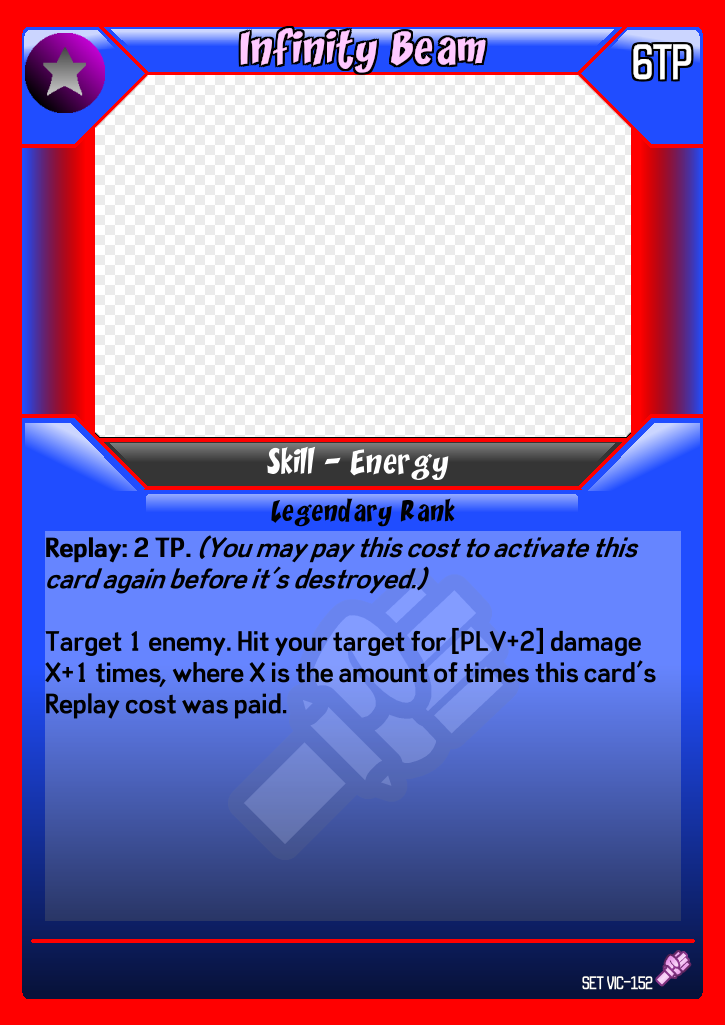 Infinity Beam
6TP
Skill - Energy
Legendary Rank
Replay: 2 TP. (You may pay this cost to activate this
card again before it's destroyed.)
Target 1 enemy. Hit your target for [PLV+2] damage
X+1 times, where X is the amount of times this card's
Replay cost was paid.
SET VIC-152